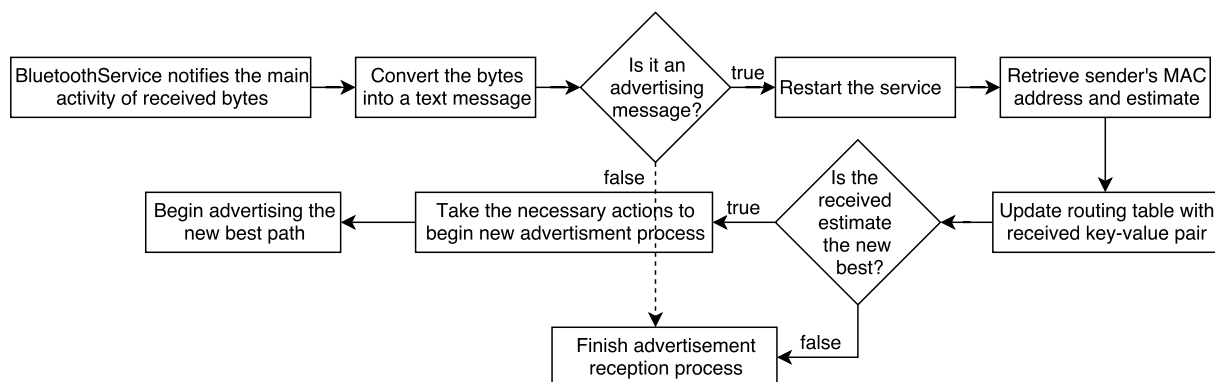 BluetoothService notifies the main
activity of received bytes
Convert the bytes
into a text message
Is it an
advertising
message?
true
Restart the service
Retrieve sender's MAC
address and estimate
false
Begin advertising the
new best path
Take the necessary actions to
begin new advertisment process
true
Is the
received
estimate
the new
best?
Update routing table with
received key-value pair
Finish advertisement
reception process
false